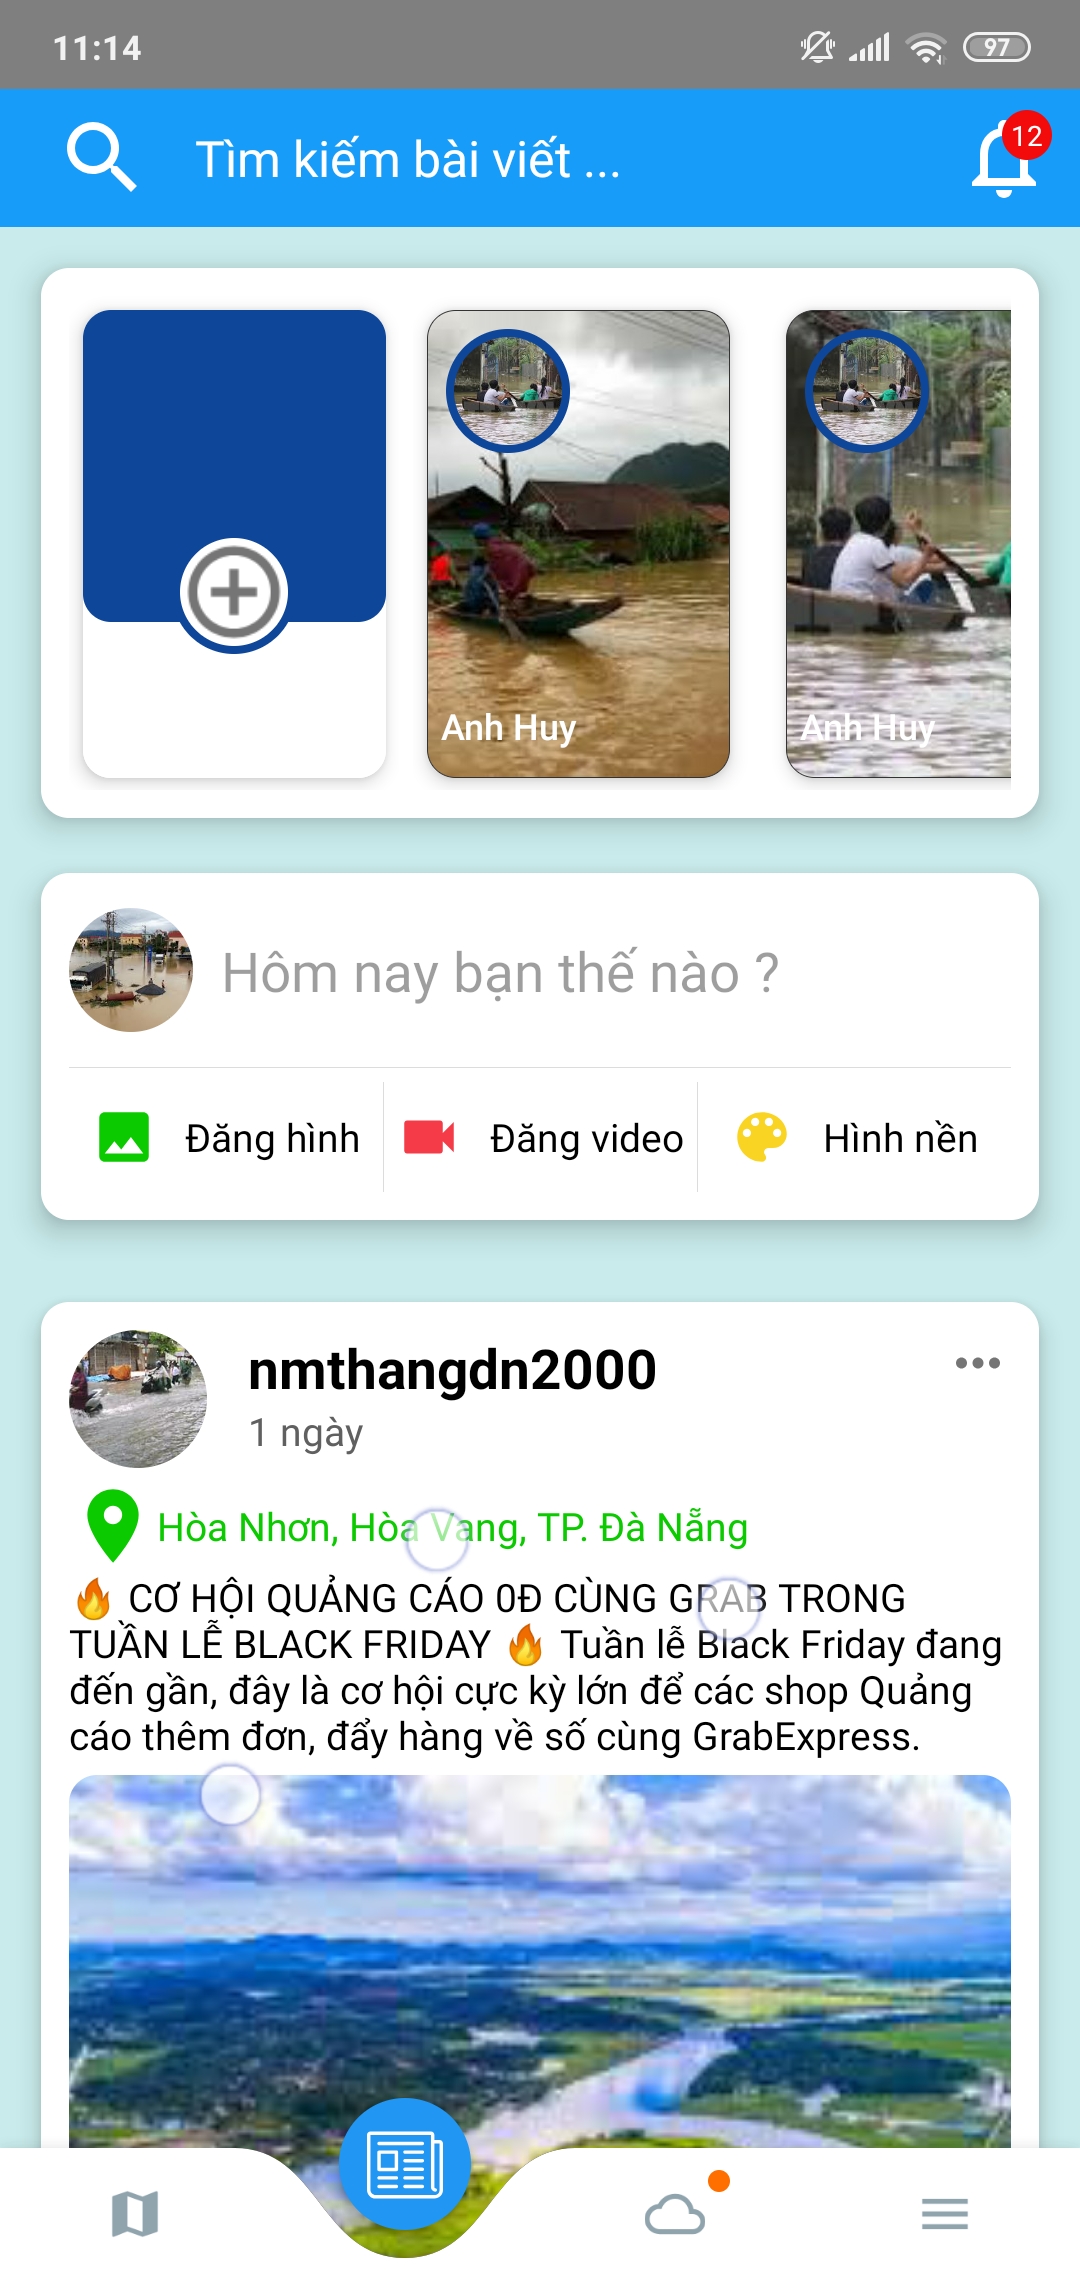 11:14
97
Tìm kiếm bài viết ...
12
Anh Huy
Anh Huy
Hôm nay bạn thế nào ?
Đăng hình
Đăng video
Hình nền
nmthangdn2000
1 ngày
Hòa Nhơn, Hòa Vang, TP. Đà Nẵng
🔥 CƠ HỘI QUẢNG CÁO 0Đ CÙNG GRAB TRONG
TUẦN LỄ BLACK FRIDAY 🔥 Tuần lễ Black Friday đang
đến gần, đây là cơ hội cực kỳ lớn để các shop Quảng
cáo thêm đơn, đẩy hàng về số cùng GrabExpress.